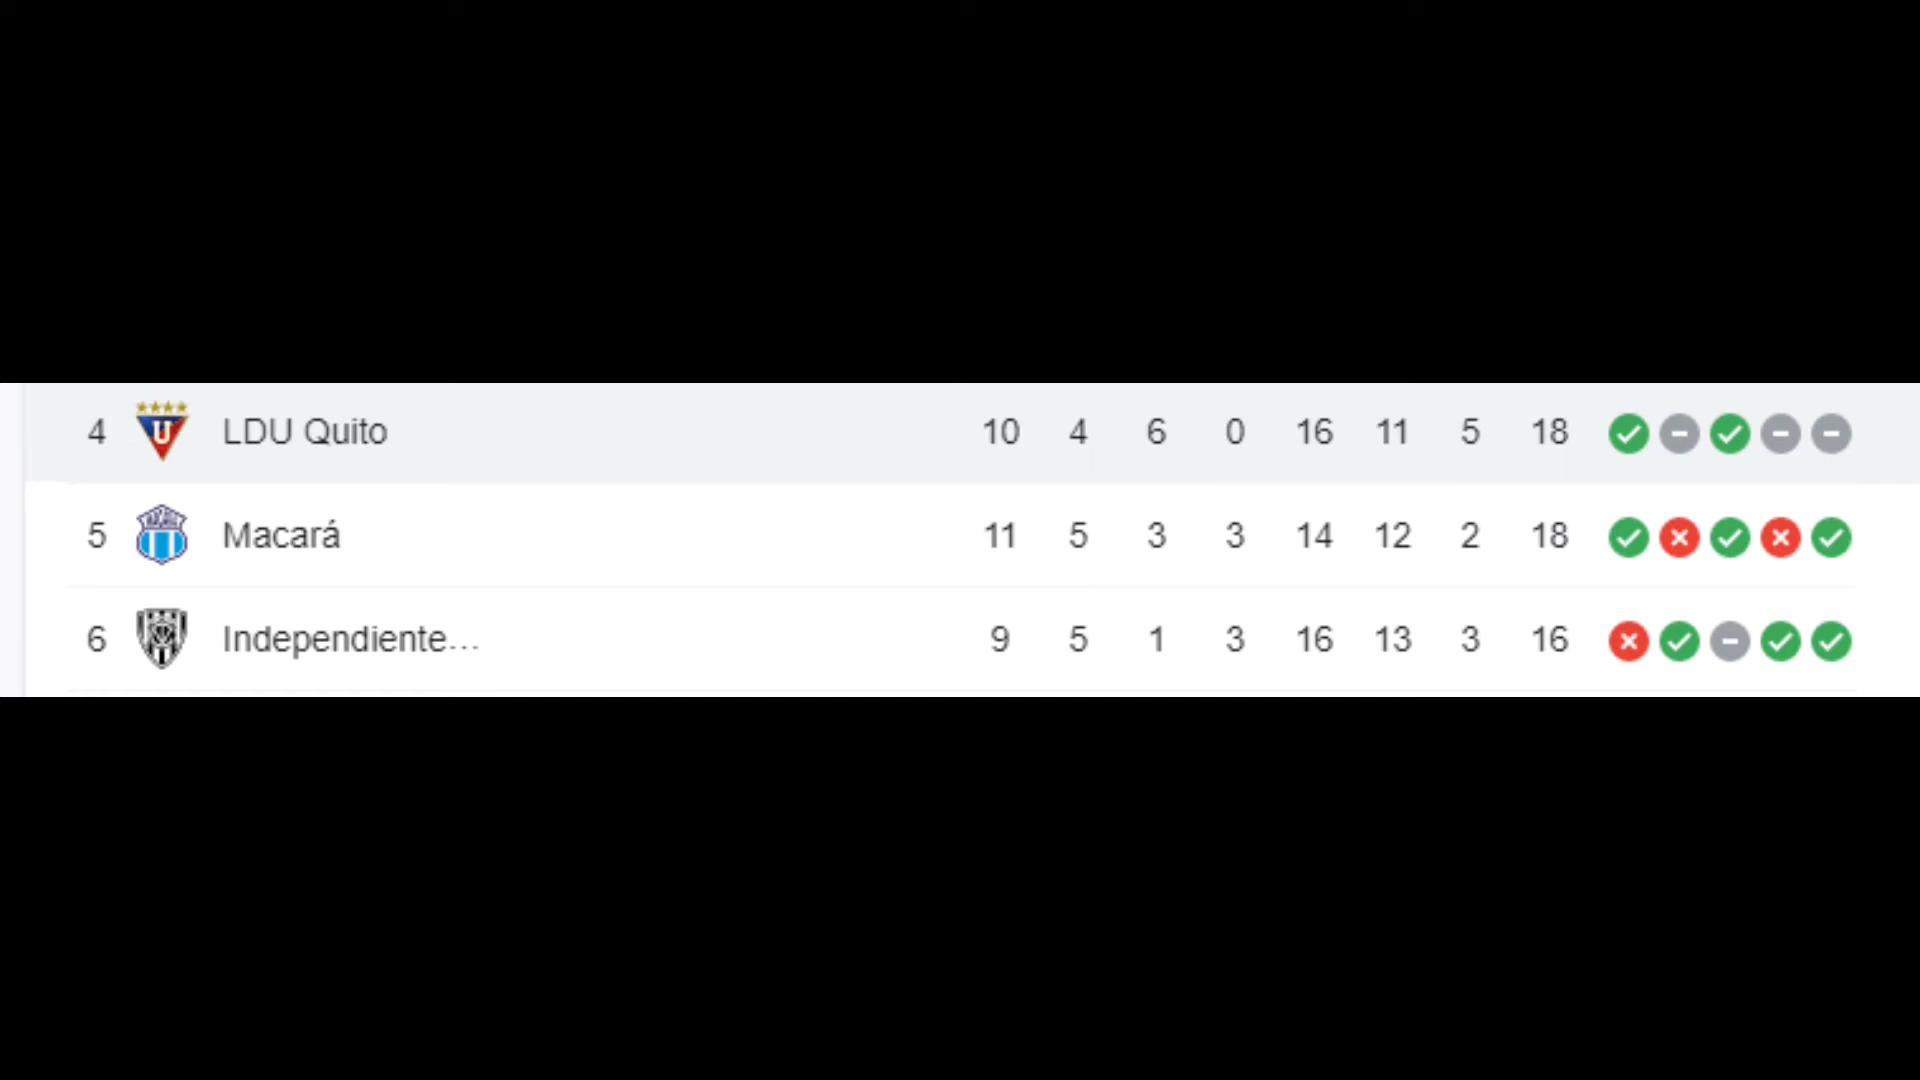 4 LDU Quito 10 4 6 0 16 11 5 18
5 Macará 11 5 3 3 14 12 2 18
6 Independiente... 9 5 1 3 16 13 3 16